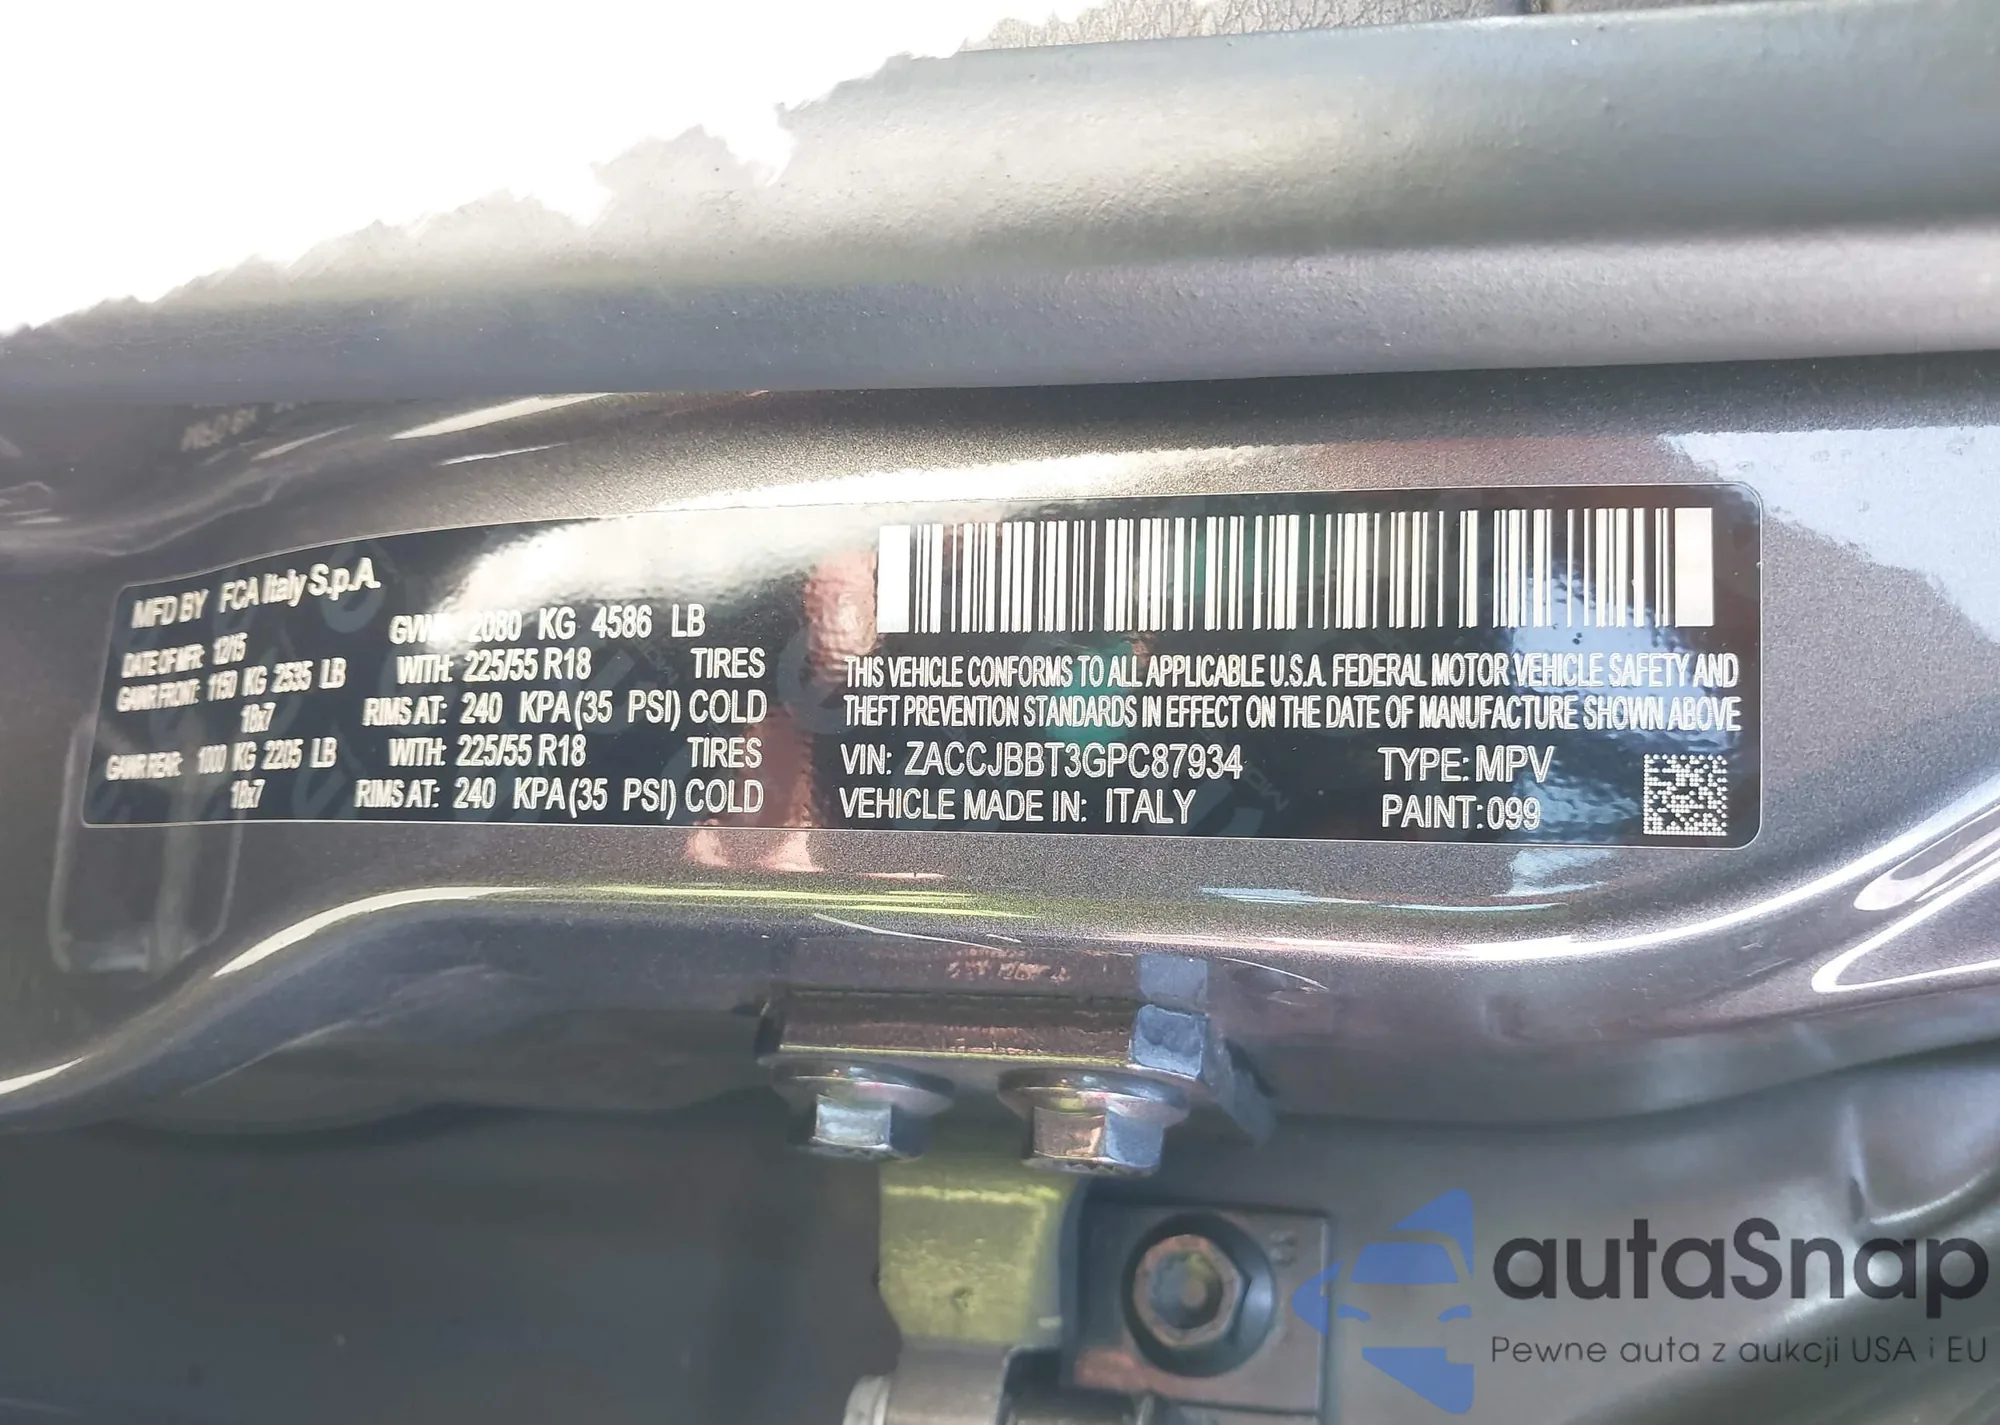 MFD BY FCA Italy S.p.A.
DATE OF MFR: 12/15
GVWR: 2080 KG 4586 LB
GAWR FRONT: 1150 KG 2535 LB WITH: 225/55 R18 TIRES
18x7 RIMS AT: 240 KPA (35 PSI) COLD
GAWR REAR: 1000 KG 2205 LB WITH: 225/55 R18 TIRES
18x7 RIMS AT: 240 KPA (35 PSI) COLD
THIS VEHICLE CONFORMS TO ALL APPLICABLE U.S.A. FEDERAL MOTOR VEHICLE SAFETY AND
THEFT PREVENTION STANDARDS IN EFFECT ON THE DATE OF MANUFACTURE SHOWN ABOVE
VIN: ZACCJBBT3GPC87934 TYPE: MPV
VEHICLE MADE IN: ITALY PAINT: 099
autaSnap
Pewne auta z aukcji USA i EU